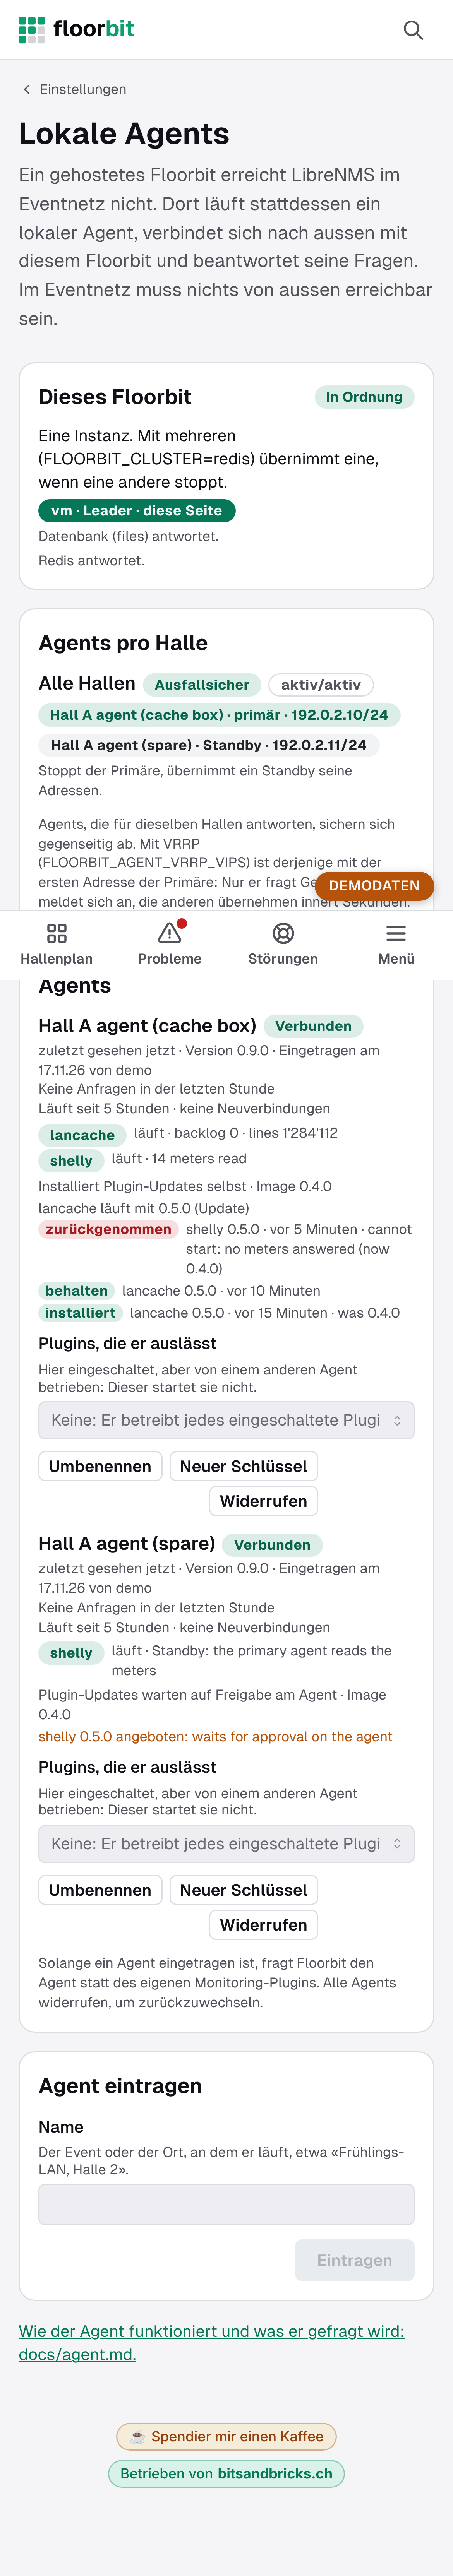 floorbit
Einstellungen
Lokale Agents
Ein gehostetes Floorbit erreicht LibreNMS im
Eventnetz nicht. Dort läuft stattdessen ein
lokaler Agent, verbindet sich nach aussen mit
diesem Floorbit und beantwortet seine Fragen.
Im Eventnetz muss nichts von aussen erreichbar
sein.
Dieses Floorbit In Ordnung
Eine Instanz. Mit mehreren
(FLOORBIT_CLUSTER=redis) übernimmt eine,
wenn eine andere stoppt.
vm · Leader · diese Seite
Datenbank (files) antwortet.
Redis antwortet.
Agents pro Halle
Alle Hallen Ausfallsicher aktiv/aktiv
Hall A agent (cache box) · primär · 192.0.2.10/24
Hall A agent (spare) · Standby · 192.0.2.11/24
Stoppt der Primäre, übernimmt ein Standby seine
Adressen.
Agents, die für dieselben Hallen antworten, sichern sich
gegenseitig ab. Mit VRRP
(FLOORBIT_AGENT_VRRP_VIPS) ist derjenige mit der
ersten Adresse der Primäre: Nur er fragt
DEMODATEN
meldet sich an, die anderen übernehmen innert Sekunden.
Hallenplan Probleme Störungen Menü
Agents
Hall A agent (cache box) Verbunden
zuletzt gesehen jetzt · Version 0.9.0 · Eingetragen am
17.11.26 von demo
Keine Anfragen in der letzten Stunde
Läuft seit 5 Stunden · keine Neuverbindungen
lancache läuft · backlog 0 · lines 1'284'112
shelly läuft · 14 meters read
Installiert Plugin-Updates selbst · Image 0.4.0
lancache läuft mit 0.5.0 (Update)
zurückgenommen shelly 0.5.0 · vor 5 Minuten · cannot
start: no meters answered (now
0.4.0)
behalten lancache 0.5.0 · vor 10 Minuten
installiert lancache 0.5.0 · vor 15 Minuten · was 0.4.0
Plugins, die er auslässt
Hier eingeschaltet, aber von einem anderen Agent
betrieben: Dieser startet sie nicht.
Keine: Er betreibt jedes eingeschaltete Plugi
Umbenennen Neuer Schlüssel
Widerrufen
Hall A agent (spare) Verbunden
zuletzt gesehen jetzt · Version 0.9.0 · Eingetragen am
17.11.26 von demo
Keine Anfragen in der letzten Stunde
Läuft seit 5 Stunden · keine Neuverbindungen
shelly läuft · Standby: the primary agent reads the
meters
Plugin-Updates warten auf Freigabe am Agent · Image
0.4.0
shelly 0.5.0 angeboten: waits for approval on the agent
Plugins, die er auslässt
Hier eingeschaltet, aber von einem anderen Agent
betrieben: Dieser startet sie nicht.
Keine: Er betreibt jedes eingeschaltete Plugi
Umbenennen Neuer Schlüssel
Widerrufen
Solange ein Agent eingetragen ist, fragt Floorbit den
Agent statt des eigenen Monitoring-Plugins. Alle Agents
widerrufen, um zurückzuwechseln.
Agent eintragen
Name
Der Event oder der Ort, an dem er läuft, etwa «Frühlings-
LAN, Halle 2».
Eintragen
Wie der Agent funktioniert und was er gefragt wird:
docs/agent.md.
☕ Spendier mir einen Kaffee
Betrieben von bitsandbricks.ch